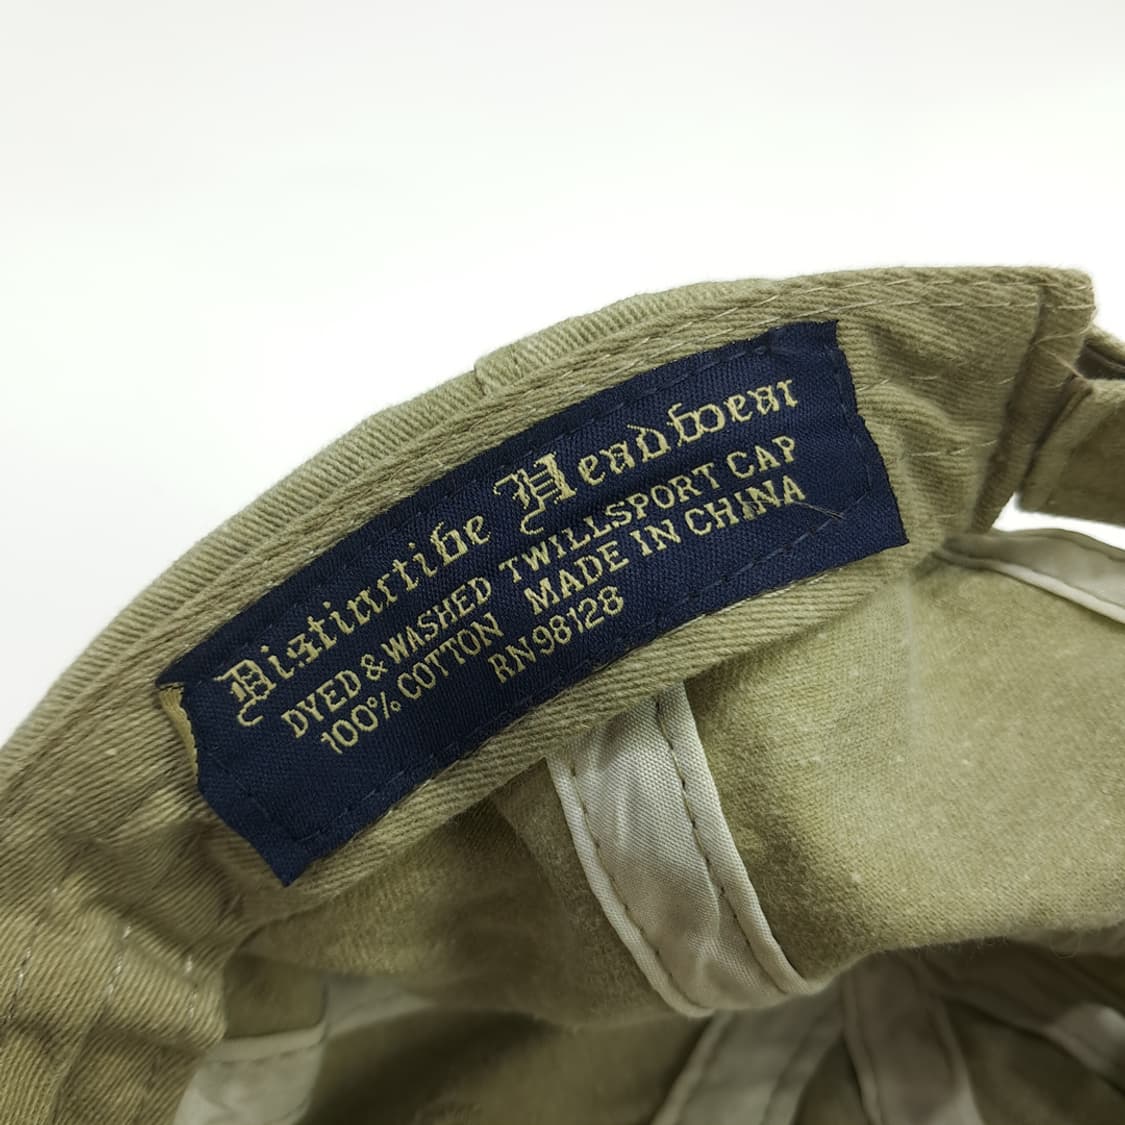 Distinctive Headwear
DYED & WASHED TWILLSPORT CAP
100% COTTON MADE IN CHINA
RN98128